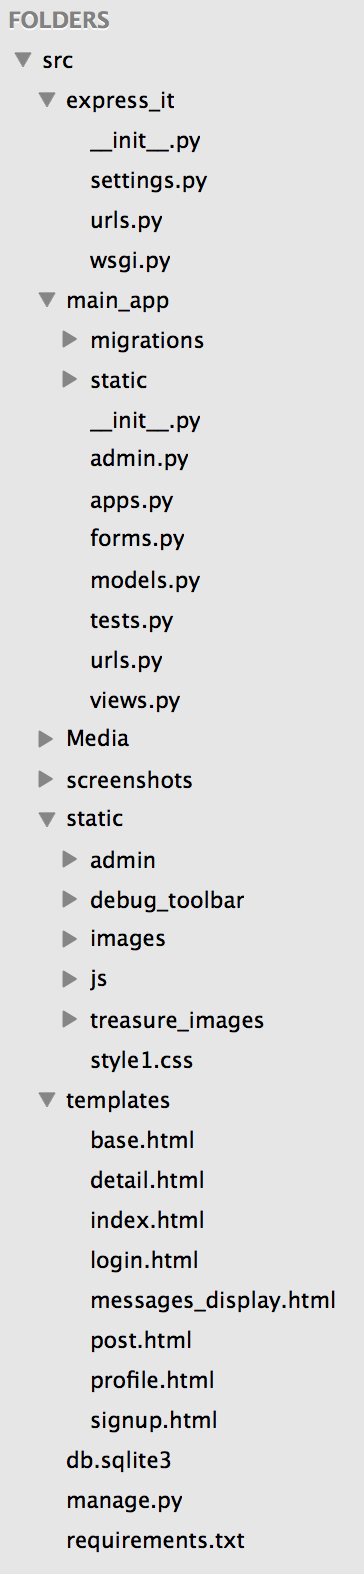 FOLDERS
src
express_it
__init__.py
settings.py
urls.py
wsgi.py
main_app
migrations
static
__init__.py
admin.py
apps.py
forms.py
models.py
tests.py
urls.py
views.py
Media
screenshots
static
admin
debug_toolbar
images
js
treasure_images
style1.css
templates
base.html
detail.html
index.html
login.html
messages_display.html
post.html
profile.html
signup.html
db.sqlite3
manage.py
requirements.txt